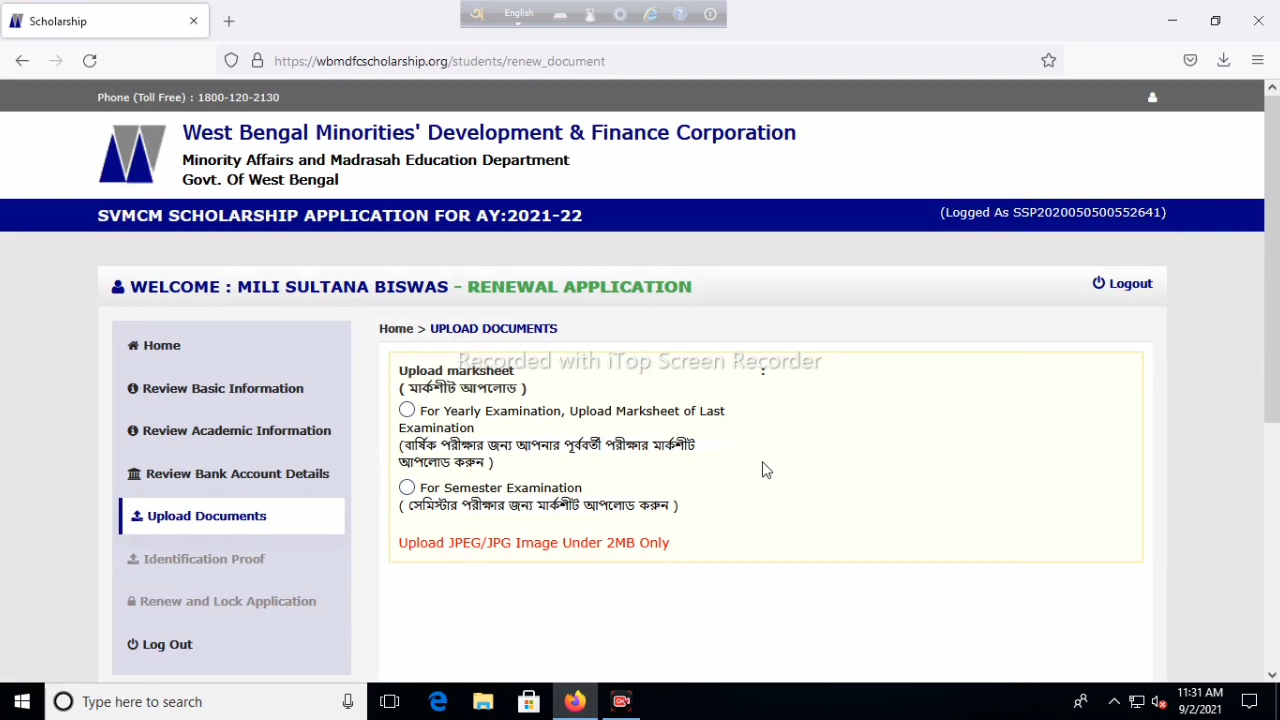 Scholarship
English
https://wbmdfcscholarship.org/students/renew_document
Phone (Toll Free) : 1800-120-2130
West Bengal Minorities' Development & Finance Corporation
Minority Affairs and Madrasah Education Department
Govt. Of West Bengal
SVMCM SCHOLARSHIP APPLICATION FOR AY:2021-22
(Logged As SSP2020050500552641)
WELCOME : MILI SULTANA BISWAS - RENEWAL APPLICATION
Logout
Home
Review Basic Information
Review Academic Information
Review Bank Account Details
Upload Documents
Identification Proof
Renew and Lock Application
Log Out
Home > UPLOAD DOCUMENTS
Recorded with iTop Screen Recorder
Upload marksheet :
( মার্কশীট আপলোড )
For Yearly Examination, Upload Marksheet of Last
Examination
(বার্ষিক পরীক্ষার জন্য আপনার পূর্ববর্তী পরীক্ষার মার্কশীট
আপলোড করুন )
For Semester Examination
( সেমিস্টার পরীক্ষার জন্য মার্কশীট আপলোড করুন )
Upload JPEG/JPG Image Under 2MB Only
Type here to search
11:31 AM
9/2/2021